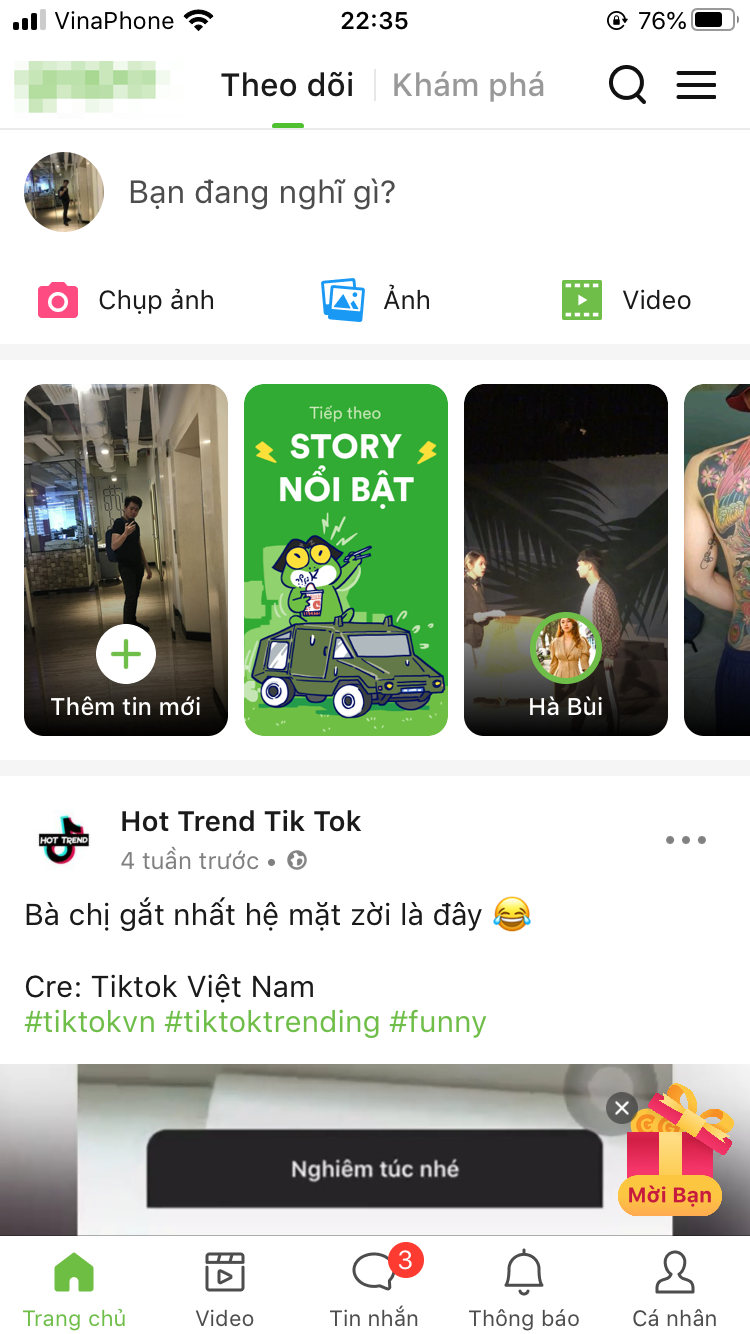 VinaPhone 22:35 76%
Theo dõi Khám phá
Bạn đang nghĩ gì?
Chụp ảnh Ảnh Video
Tiếp theo
STORY
NỔI BẬT
Thêm tin mới
Hà Bùi
HOT TREND
Hot Trend Tik Tok
4 tuần trước •
Bà chị gắt nhất hệ mặt zời là đây 😂
Cre: Tiktok Việt Nam
#tiktokvn #tiktoktrending #funny
Nghiêm túc nhé
Mời Bạn
3
Trang chủ Video Tin nhắn Thông báo Cá nhân